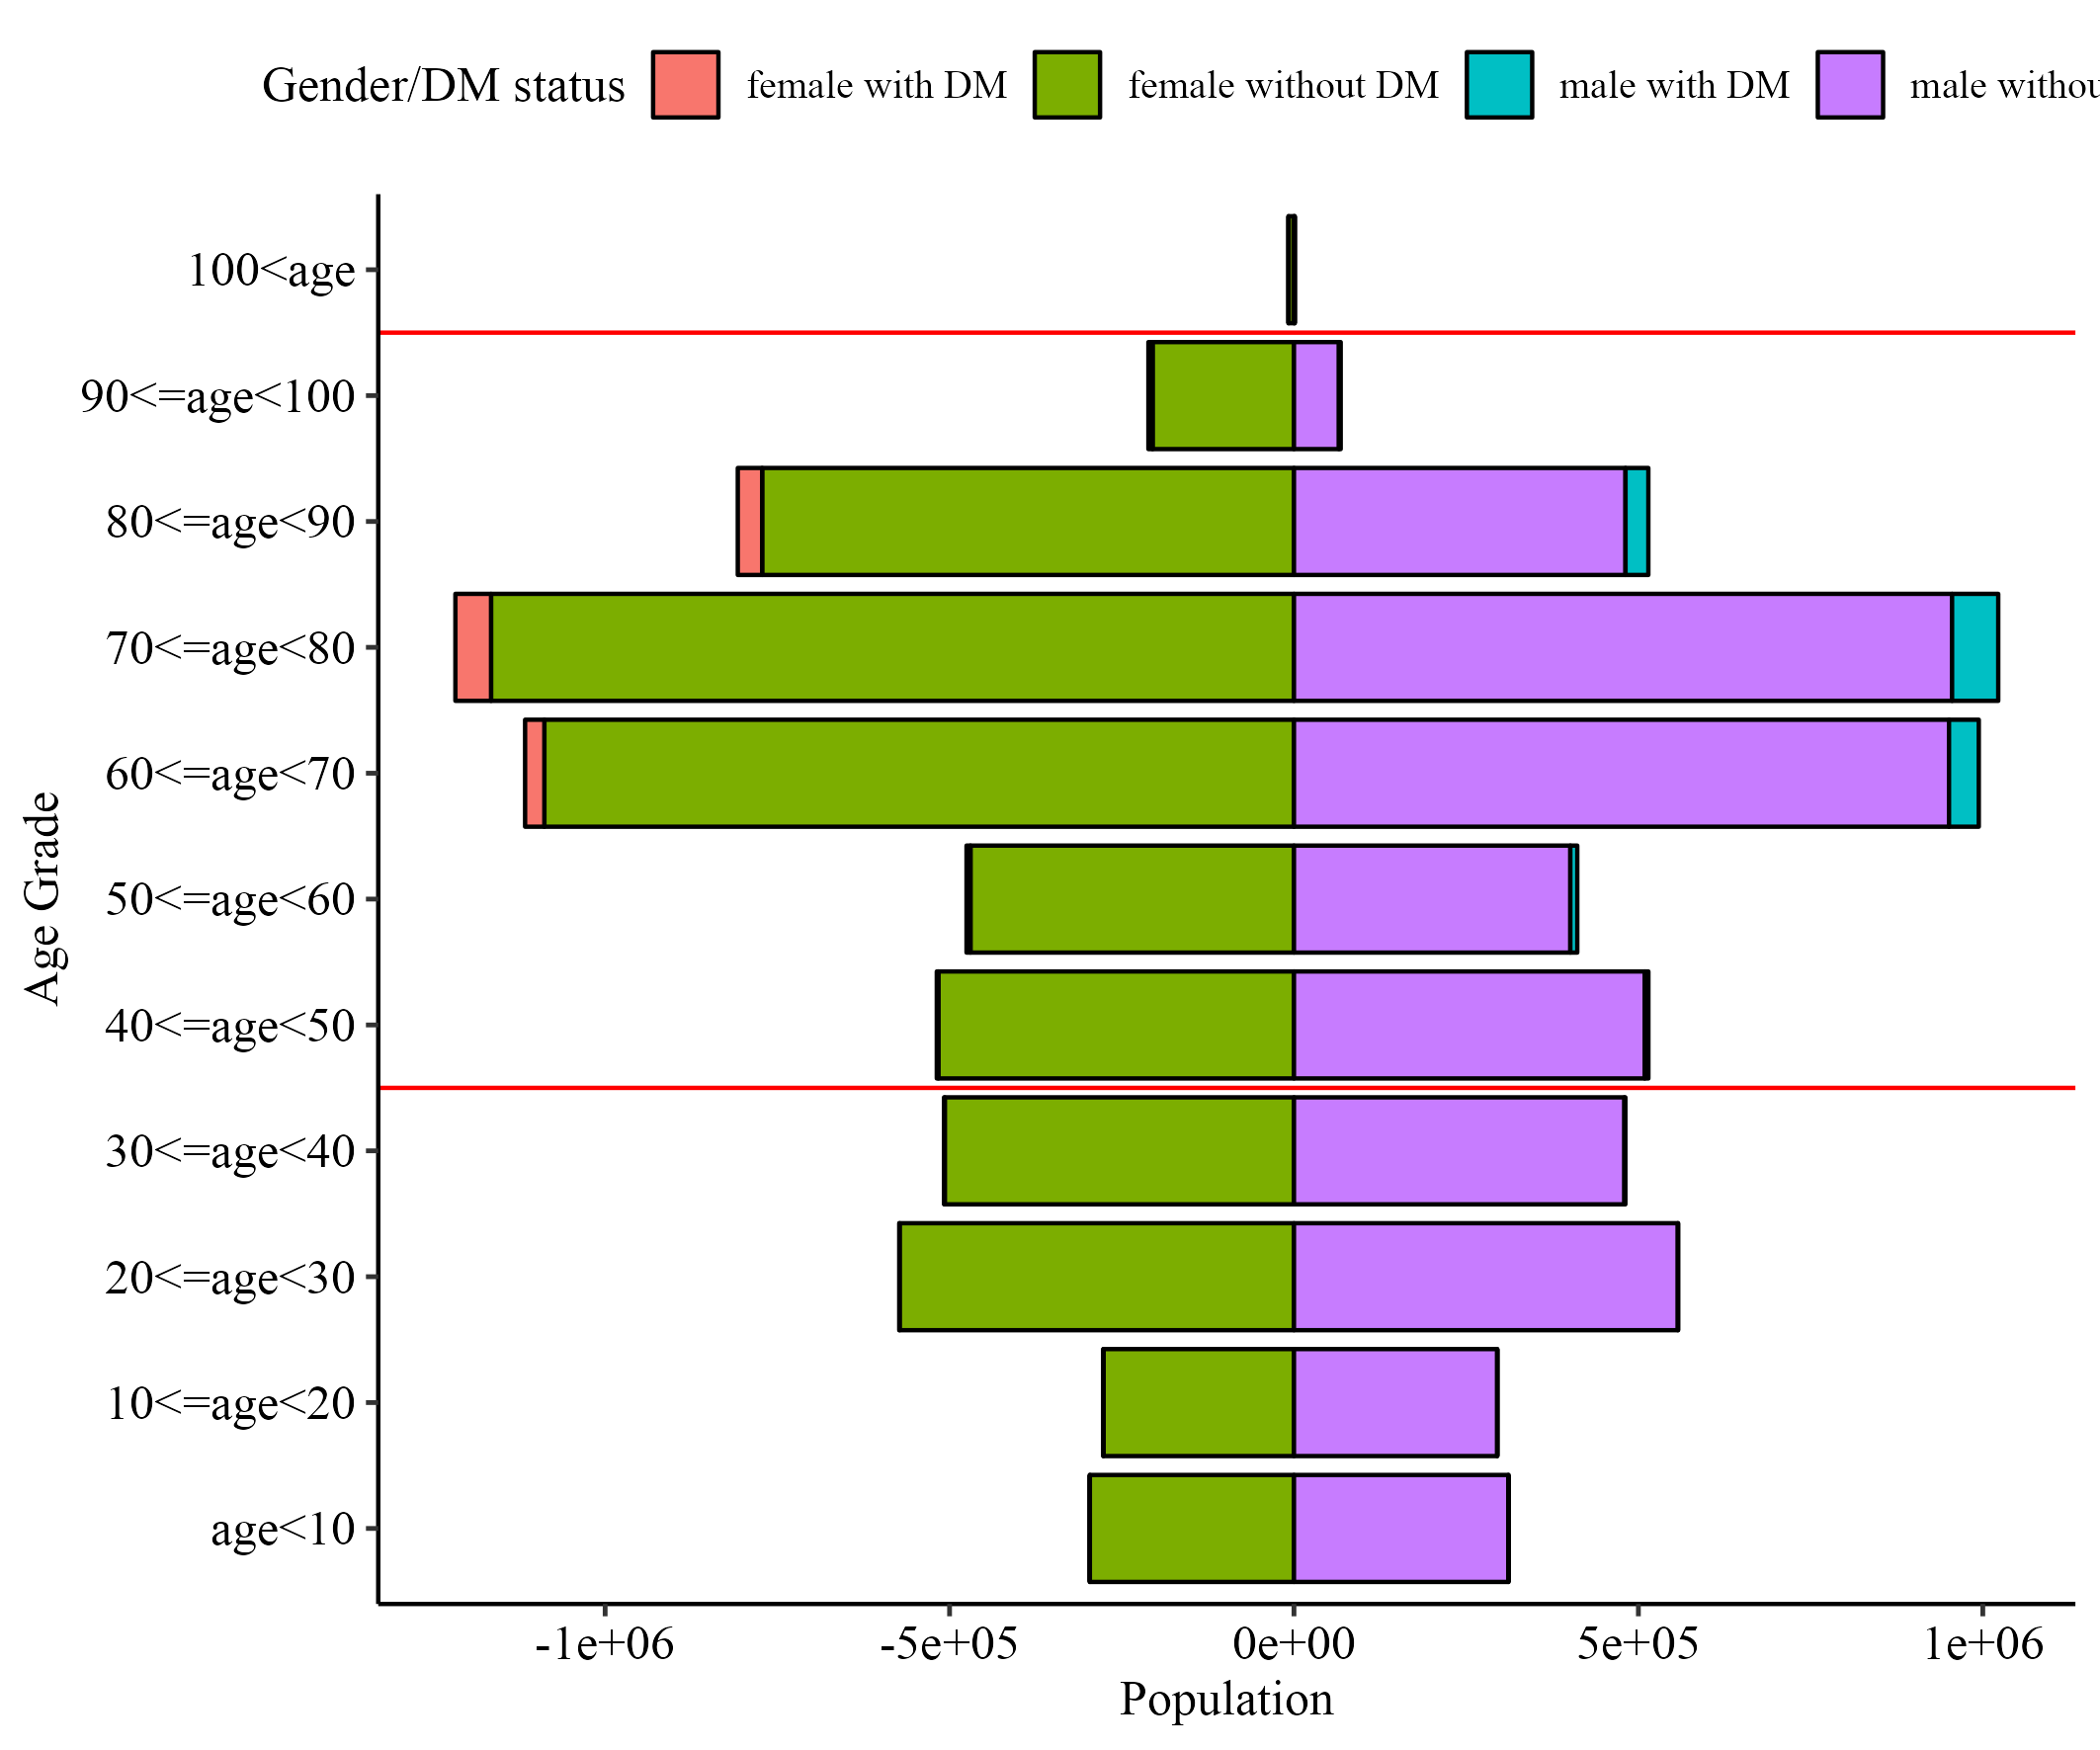 Gender/DM status female with DM female without DM male with DM male withou
100<age
90<=age<100
80<=age<90
70<=age<80
60<=age<70
50<=age<60
40<=age<50
30<=age<40
20<=age<30
10<=age<20
age<10
Age Grade
-1e+06 -5e+05 0e+00 5e+05 1e+06
Population